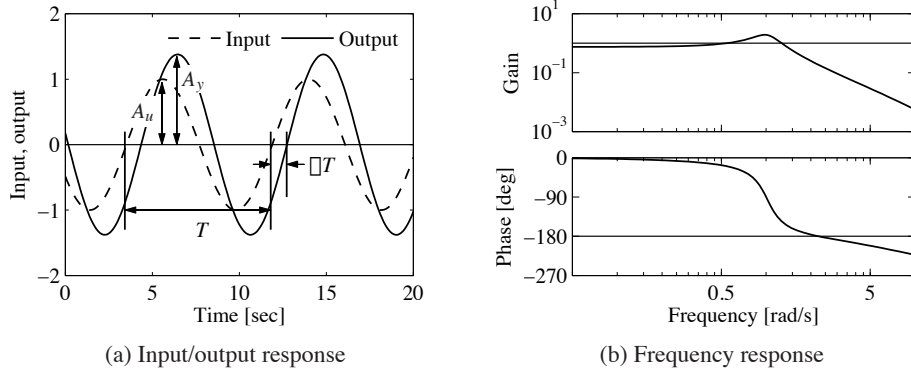 2
1
0
−1
−2
Input, output
Input
Output
A_u
A_y
▯T
T
0
5
10
15
20
Time [sec]
(a) Input/output response
10^1
10^−1
10^−3
Gain
0
−90
−180
−270
Phase [deg]
0.5
5
Frequency [rad/s]
(b) Frequency response